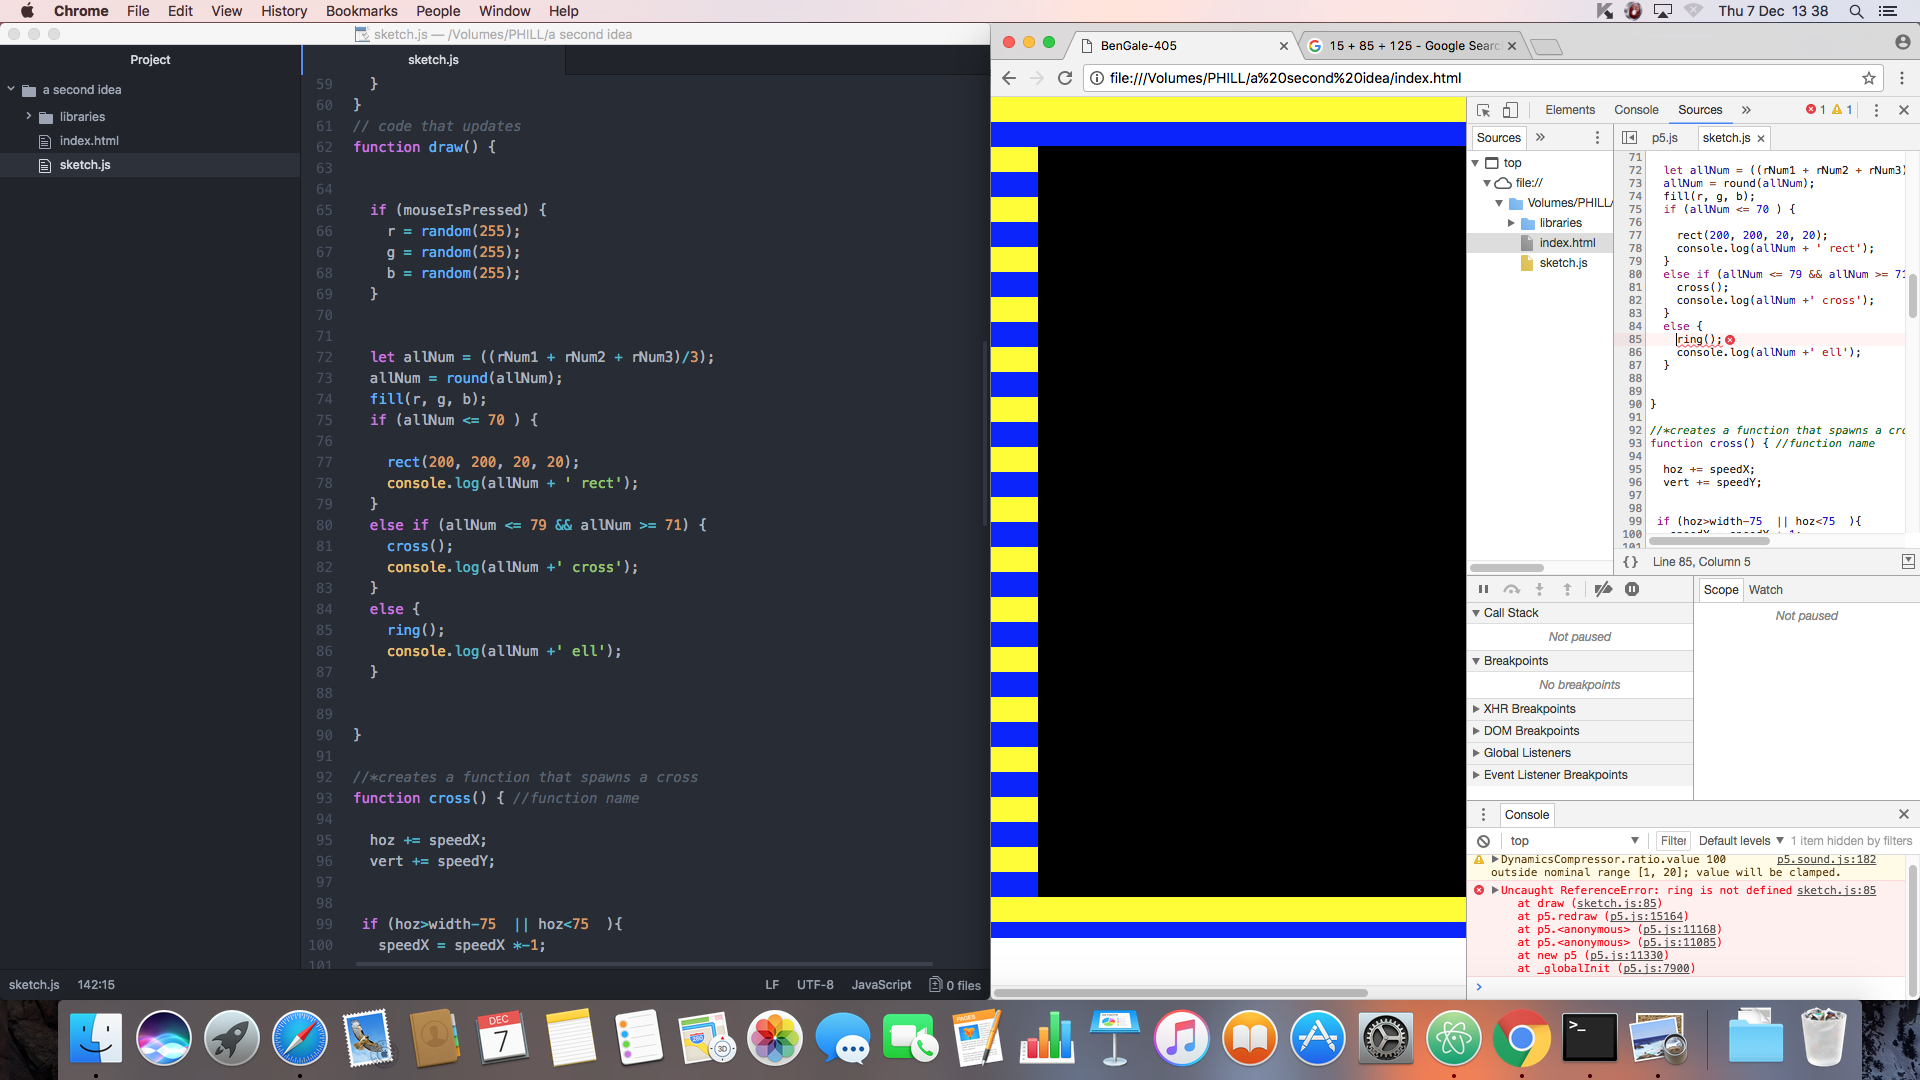 Chrome File Edit View History Bookmarks People Window Help
Thu 7 Dec 13 38
sketch.js — /Volumes/PHILL/a second idea
Project
a second idea
libraries
index.html
sketch.js
sketch.js
59 }
60 }
61 // code that updates
62 function draw() {
63
64
65 if (mouseIsPressed) {
66 r = random(255);
67 g = random(255);
68 b = random(255);
69 }
70
71
72 let allNum = ((rNum1 + rNum2 + rNum3)/3);
73 allNum = round(allNum);
74 fill(r, g, b);
75 if (allNum <= 70 ) {
76
77 rect(200, 200, 20, 20);
78 console.log(allNum + ' rect');
79 }
80 else if (allNum <= 79 && allNum >= 71) {
81 cross();
82 console.log(allNum +' cross');
83 }
84 else {
85 ring();
86 console.log(allNum +' ell');
87 }
88
89
90 }
91
92 //*creates a function that spawns a cross
93 function cross() { //function name
94
95 hoz += speedX;
96 vert += speedY;
97
98
99 if (hoz>width-75 || hoz<75 ){
100 speedX = speedX *-1;
101
sketch.js 142:15 LF UTF-8 JavaScript 0 files
BenGale-405
15 + 85 + 125 - Google Searc
file:///Volumes/PHILL/a%20second%20idea/index.html
Elements Console Sources » 1 1
Sources »
p5.js sketch.js
top
file://
Volumes/PHILL/
libraries
index.html
sketch.js
71
72 let allNum = ((rNum1 + rNum2 + rNum3)
73 allNum = round(allNum);
74 fill(r, g, b);
75 if (allNum <= 70 ) {
76
77 rect(200, 200, 20, 20);
78 console.log(allNum + ' rect');
79 }
80 else if (allNum <= 79 && allNum >= 71
81 cross();
82 console.log(allNum +' cross');
83 }
84 else {
85 ring();
86 console.log(allNum +' ell');
87 }
88
89
90 }
91
92 //*creates a function that spawns a cro
93 function cross() { //function name
94
95 hoz += speedX;
96 vert += speedY;
97
98
99 if (hoz>width-75 || hoz<75 ){
100
101
{} Line 85, Column 5
Scope Watch
Not paused
Call Stack
Not paused
Breakpoints
No breakpoints
XHR Breakpoints
DOM Breakpoints
Global Listeners
Event Listener Breakpoints
Console
top Filter Default levels 1 item hidden by filters
DynamicsCompressor.ratio.value 100 p5.sound.js:182
outside nominal range [1, 20]; value will be clamped.
Uncaught ReferenceError: ring is not defined sketch.js:85
at draw (sketch.js:85)
at p5.redraw (p5.js:15164)
at p5.<anonymous> (p5.js:11168)
at p5.<anonymous> (p5.js:11085)
at new p5 (p5.js:11330)
at _globalInit (p5.js:7900)
DEC
7
PAGES
3D